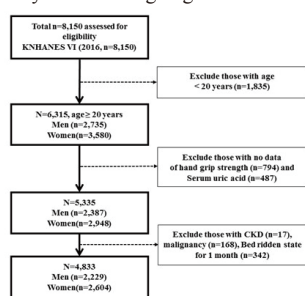 Total n=8,150 assessed for
eligibility
KNHANES VI (2016, n=8,150)
Exclude those with age
< 20 years (n=1,835)
N=6,315, age≥ 20 years
Men (n=2,735)
Women(n=3,580)
Exclude those with no data
of hand grip strength (n=794) and
Serum uric acid (n=487)
N=5,335
Men (n=2,387)
Women(n=2,948)
Exclude those with CKD (n=17),
malignancy (n=168), Bed ridden state
for 1 month (n=342)
N=4,833
Men (n=2,229)
Women(n=2,604)